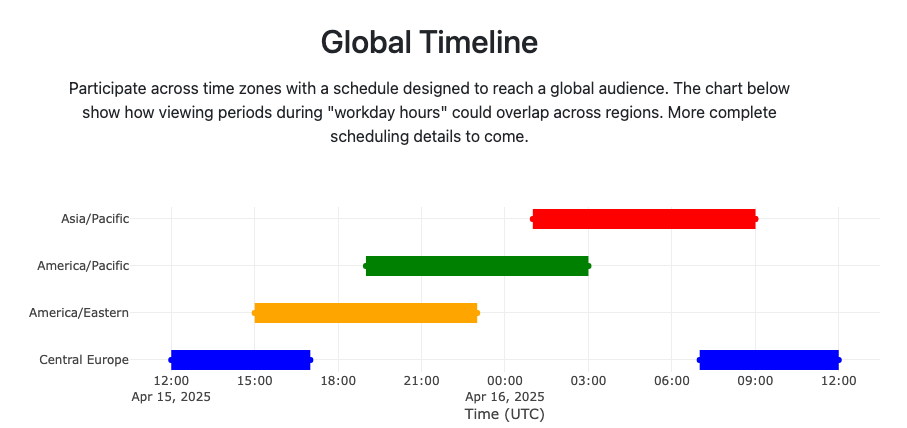 Global Timeline
Participate across time zones with a schedule designed to reach a global audience. The chart below
show how viewing periods during "workday hours" could overlap across regions. More complete
scheduling details to come.
Asia/Pacific
America/Pacific
America/Eastern
Central Europe
12:00 15:00 18:00 21:00 00:00 03:00 06:00 09:00 12:00
Apr 15, 2025 Apr 16, 2025
Time (UTC)